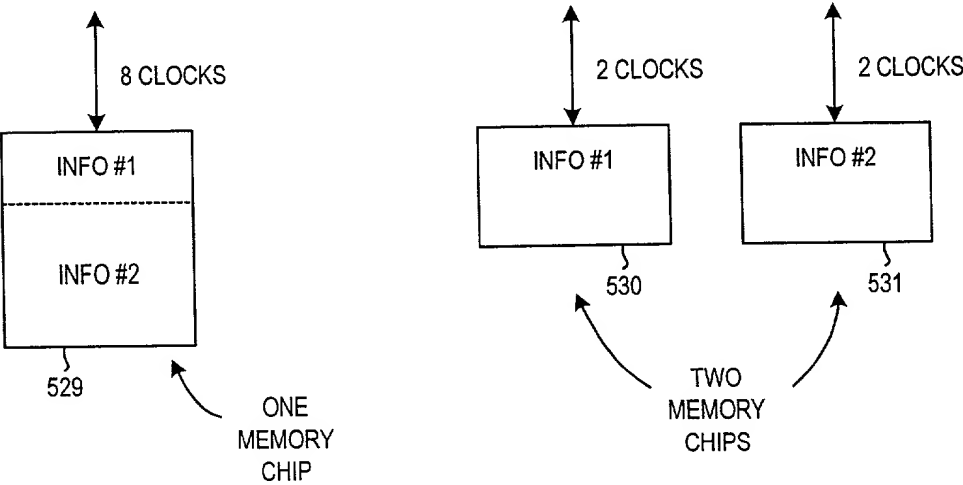 8 CLOCKS
INFO #1
INFO #2
529
ONE
MEMORY
CHIP
2 CLOCKS
2 CLOCKS
INFO #1
INFO #2
530
531
TWO
MEMORY
CHIPS